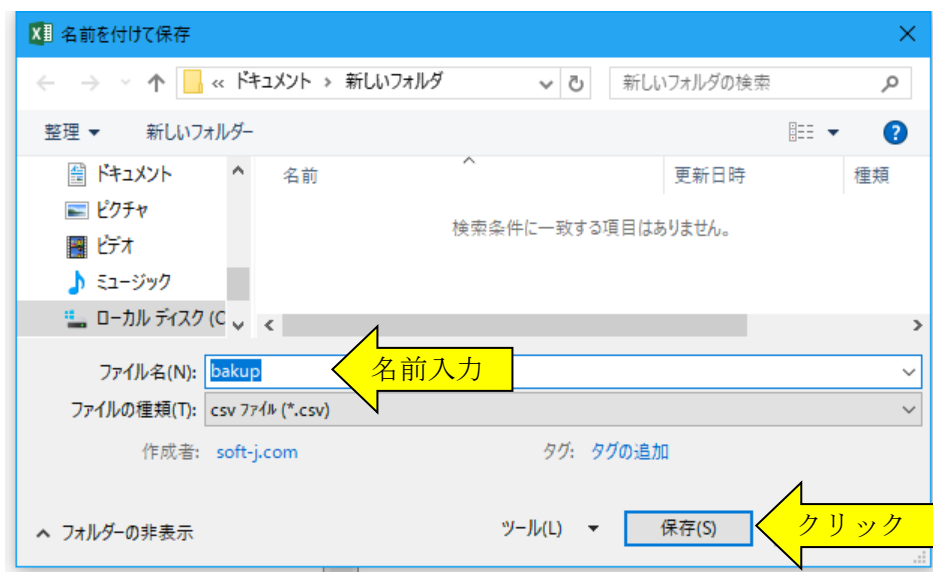 名前を付けて保存
« ドキュメント › 新しいフォルダ
新しいフォルダの検索
整理
新しいフォルダー
ドキュメント
ピクチャ
ビデオ
ミュージック
ローカル ディスク (C
名前
更新日時
種類
検索条件に一致する項目はありません。
ファイル名(N): bakup
名前入力
ファイルの種類(T): csv ファイル (*.csv)
作成者: soft-j.com
タグ: タグの追加
フォルダーの非表示
ツール(L)
保存(S)
クリック